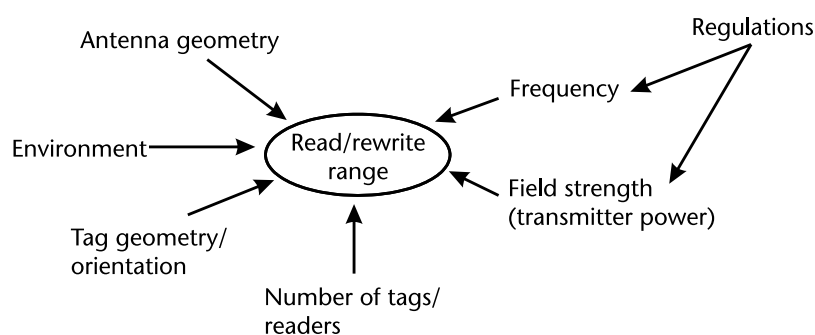 Regulations
Antenna geometry
Frequency
Environment
Read/rewrite
range
Field strength
(transmitter power)
Tag geometry/
orientation
Number of tags/
readers